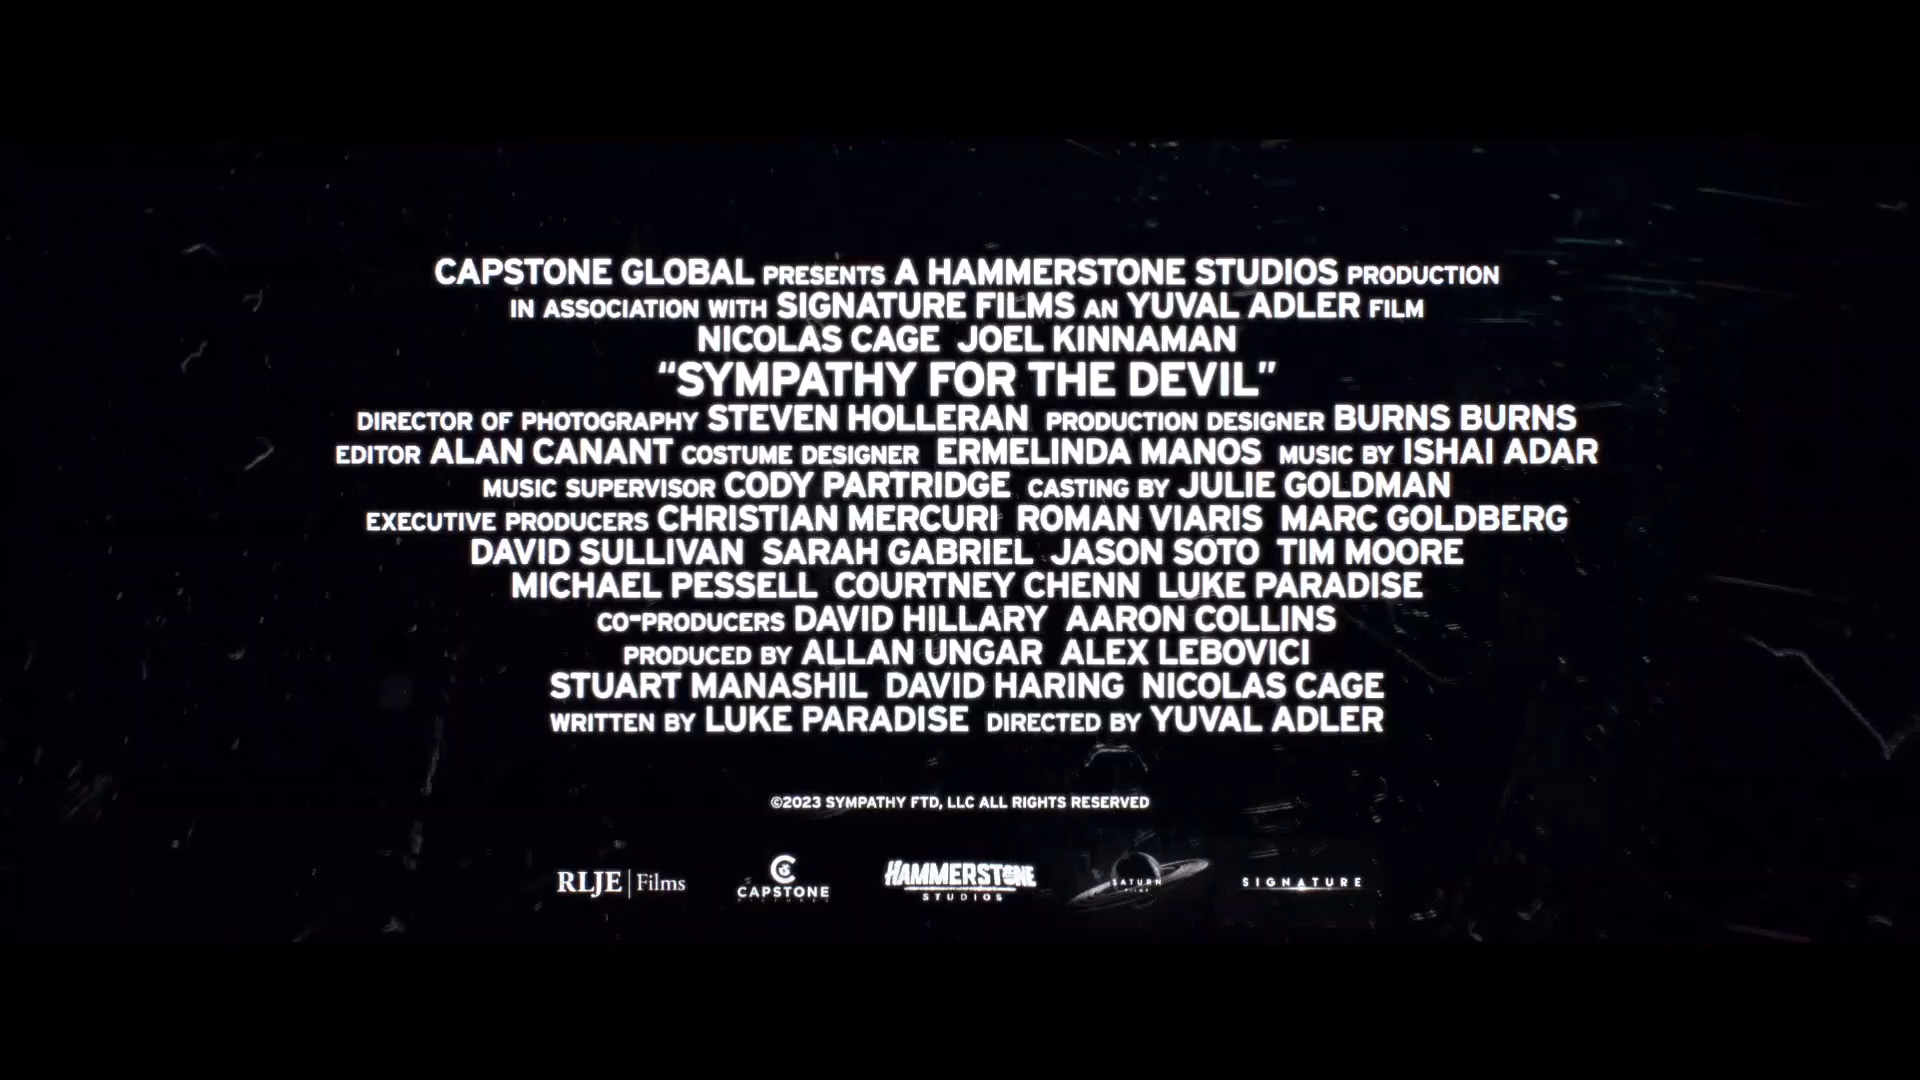 CAPSTONE GLOBAL PRESENTS A HAMMERSTONE STUDIOS PRODUCTION
IN ASSOCIATION WITH SIGNATURE FILMS AN YUVAL ADLER FILM
NICOLAS CAGE JOEL KINNAMAN
“SYMPATHY FOR THE DEVIL”
DIRECTOR OF PHOTOGRAPHY STEVEN HOLLERAN PRODUCTION DESIGNER BURNS BURNS
EDITOR ALAN CANANT COSTUME DESIGNER ERMELINDA MANOS MUSIC BY ISHAI ADAR
MUSIC SUPERVISOR CODY PARTRIDGE CASTING BY JULIE GOLDMAN
EXECUTIVE PRODUCERS CHRISTIAN MERCURI ROMAN VIARIS MARC GOLDBERG
DAVID SULLIVAN SARAH GABRIEL JASON SOTO TIM MOORE
MICHAEL PESSELL COURTNEY CHENN LUKE PARADISE
CO-PRODUCERS DAVID HILLARY AARON COLLINS
PRODUCED BY ALLAN UNGAR ALEX LEBOVICI
STUART MANASHIL DAVID HARING NICOLAS CAGE
WRITTEN BY LUKE PARADISE DIRECTED BY YUVAL ADLER
©2023 SYMPATHY FTD, LLC ALL RIGHTS RESERVED
RLJE | Films
CAPSTONE
PICTURES
HAMMERSTONE
STUDIOS
SATURN
FILMS
SIGNATURE